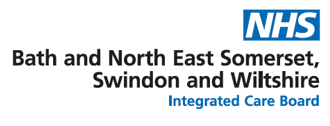 NHS
Bath and North East Somerset,
Swindon and Wiltshire
Integrated Care Board